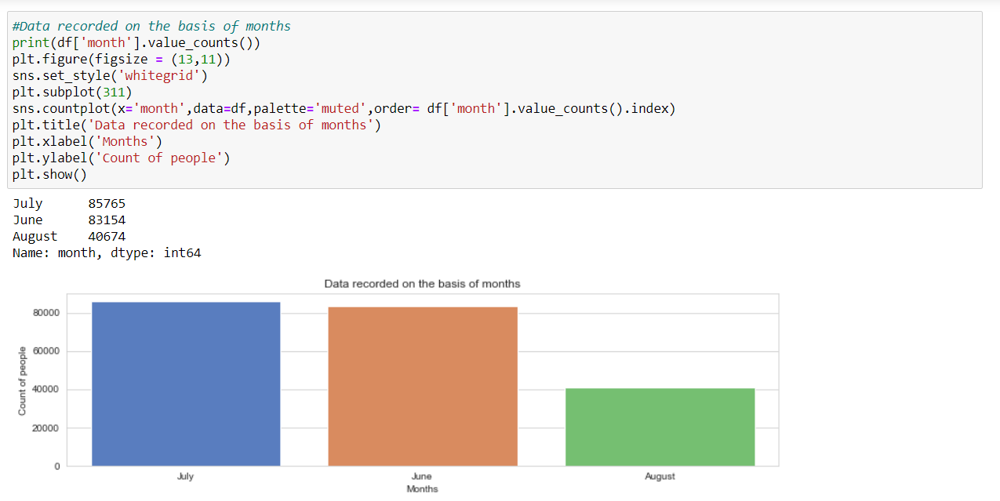 #Data recorded on the basis of months
print(df['month'].value_counts())
plt.figure(figsize = (13,11))
sns.set_style('whitegrid')
plt.subplot(311)
sns.countplot(x='month',data=df,palette='muted',order= df['month'].value_counts().index)
plt.title('Data recorded on the basis of months')
plt.xlabel('Months')
plt.ylabel('Count of people')
plt.show()
July      85765
June      83154
August    40674
Name: month, dtype: int64
Data recorded on the basis of months
Count of people
80000
60000
40000
20000
0
July June August
Months